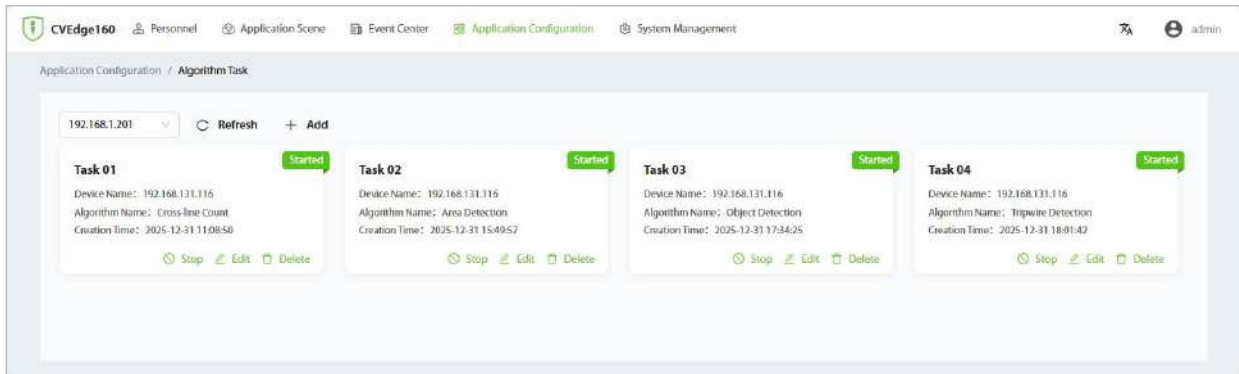 CVEdge160 Personnel Application Scene Event Center Application Configuration System Management admin
Application Configuration / Algorithm Task
192.168.1.201 Refresh + Add
Task 01 Started
Device Name: 192.168.131.116
Algorithm Name: Cross-line Count
Creation Time: 2025-12-31 11:08:50
Stop Edit Delete
Task 02 Started
Device Name: 192.168.131.116
Algorithm Name: Area Detection
Creation Time: 2025-12-31 15:49:57
Stop Edit Delete
Task 03 Started
Device Name: 192.168.131.116
Algorithm Name: Object Detection
Creation Time: 2025-12-31 17:34:25
Stop Edit Delete
Task 04 Started
Device Name: 192.168.131.116
Algorithm Name: Tripwire Detection
Creation Time: 2025-12-31 18:01:42
Stop Edit Delete